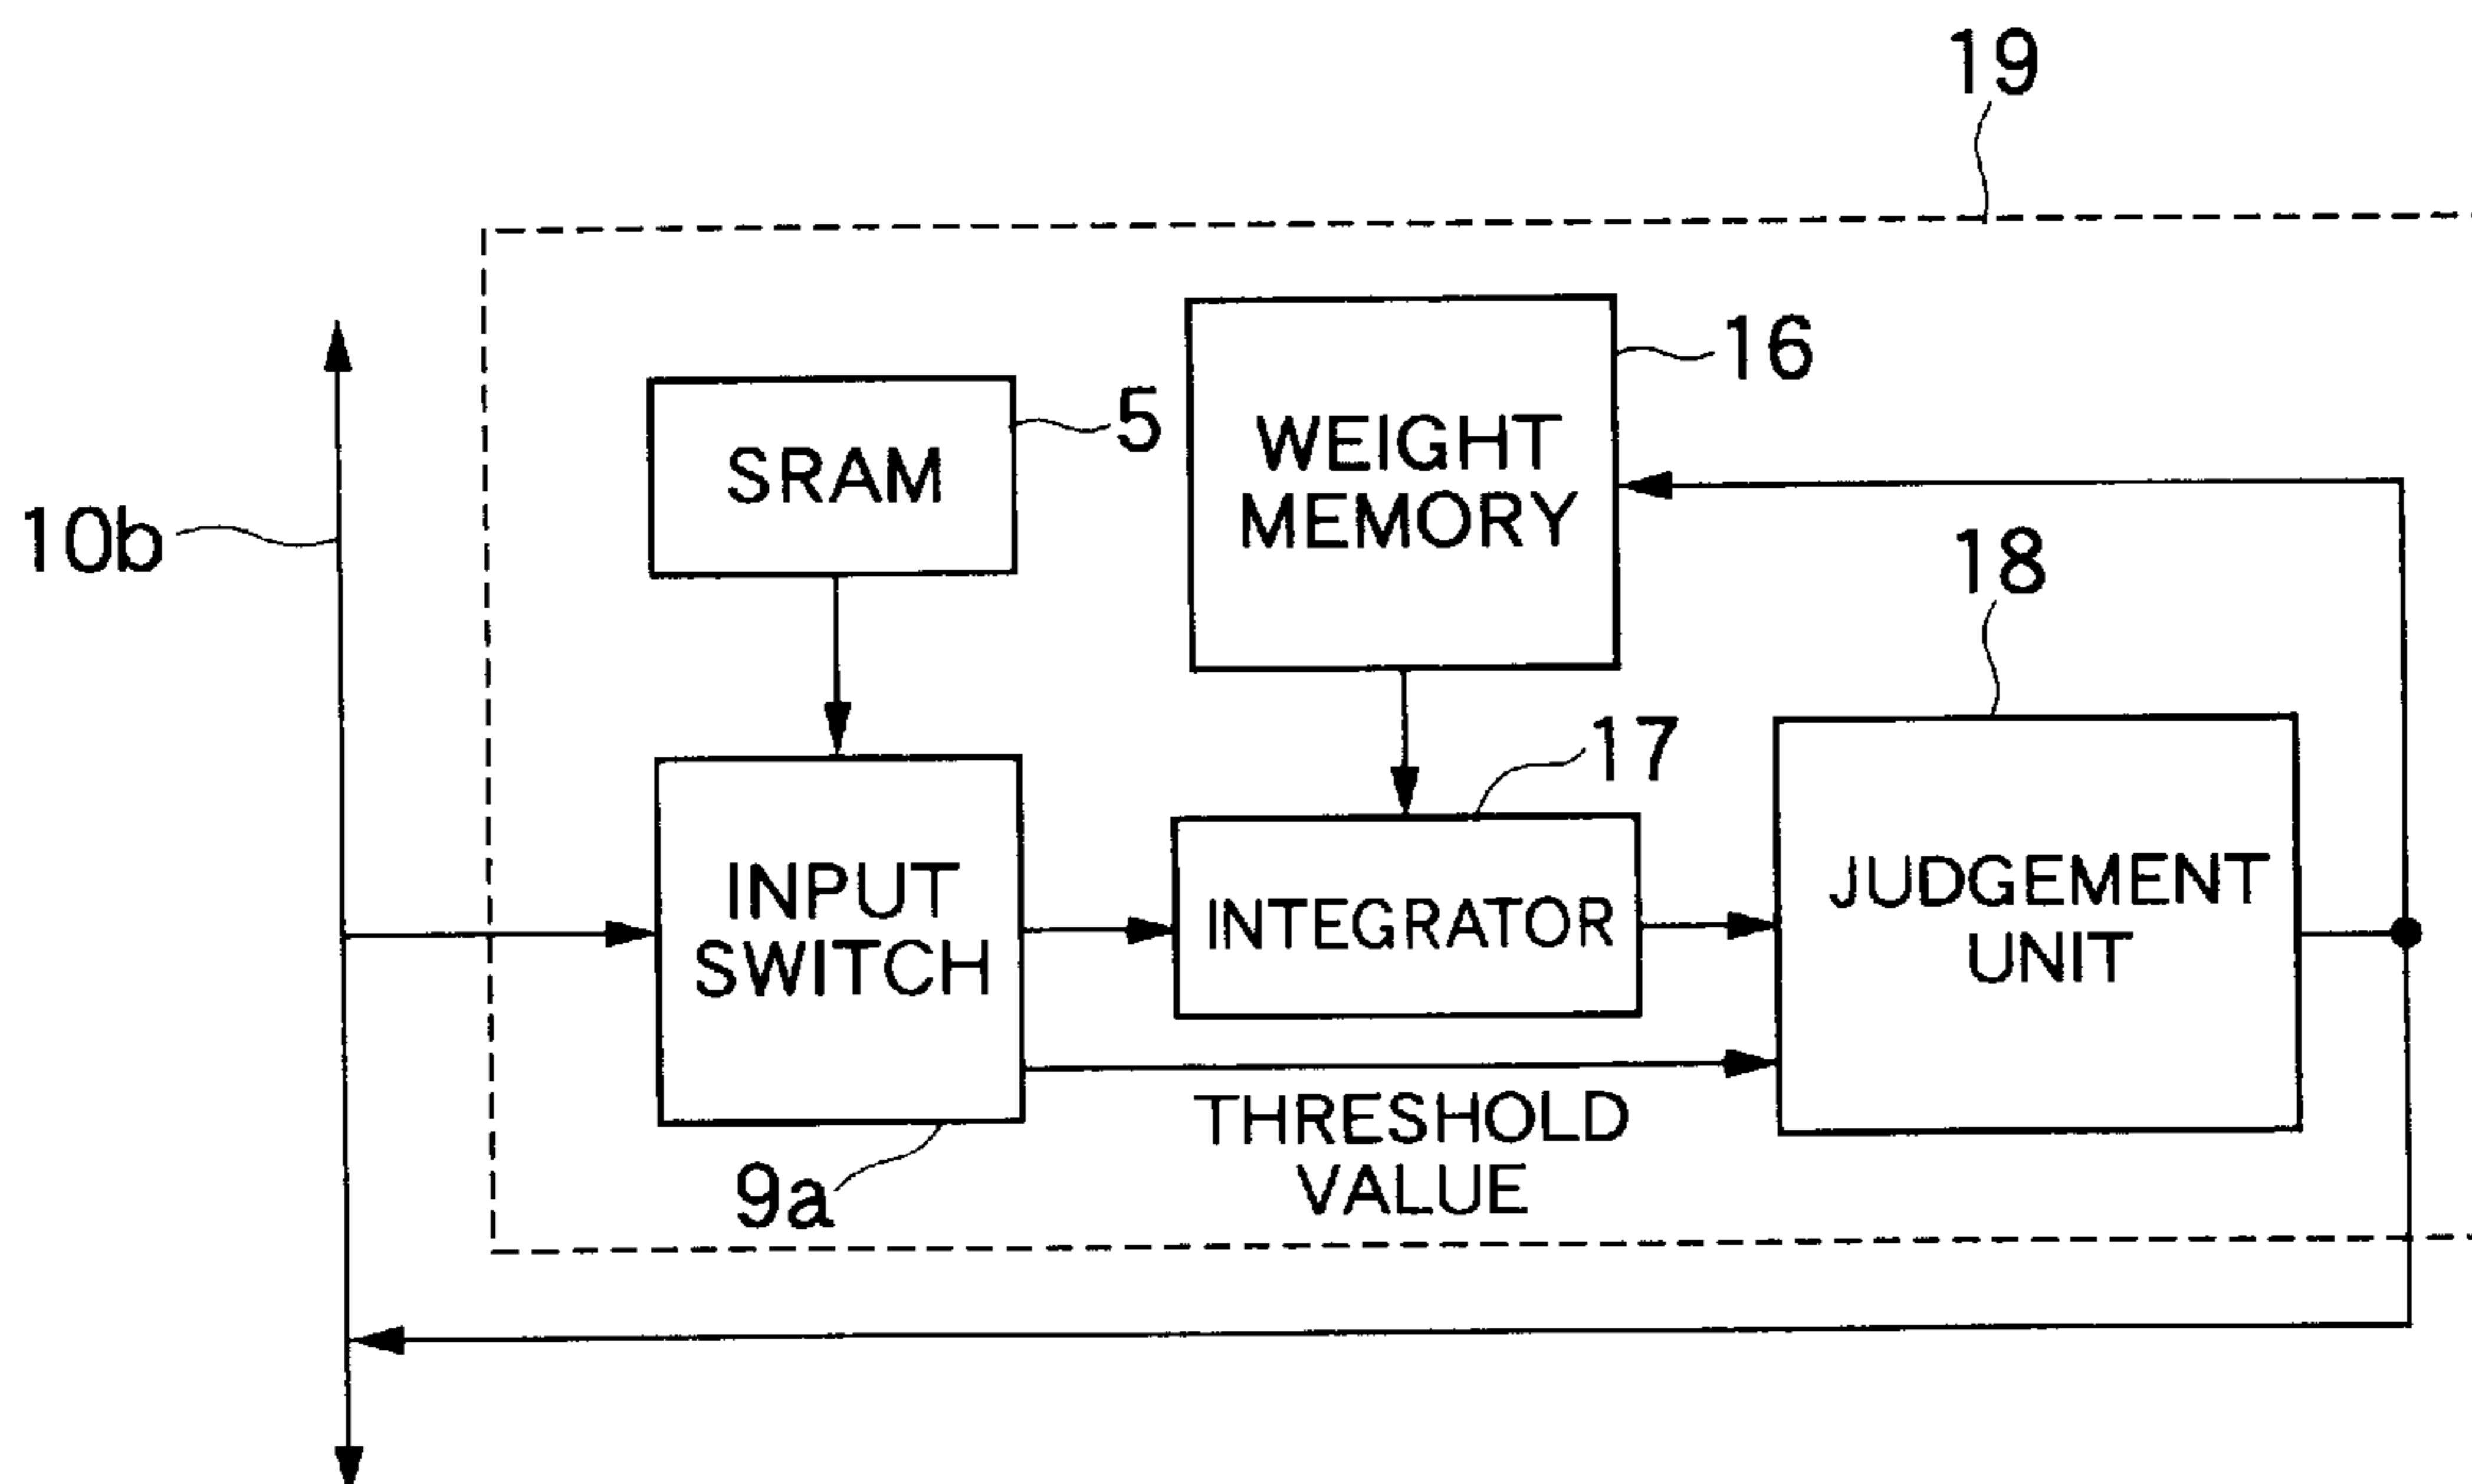 19
16
SRAM
5
WEIGHT
MEMORY
10b
18
17
INPUT
SWITCH
INTEGRATOR
JUDGEMENT
UNIT
THRESHOLD
VALUE
9a